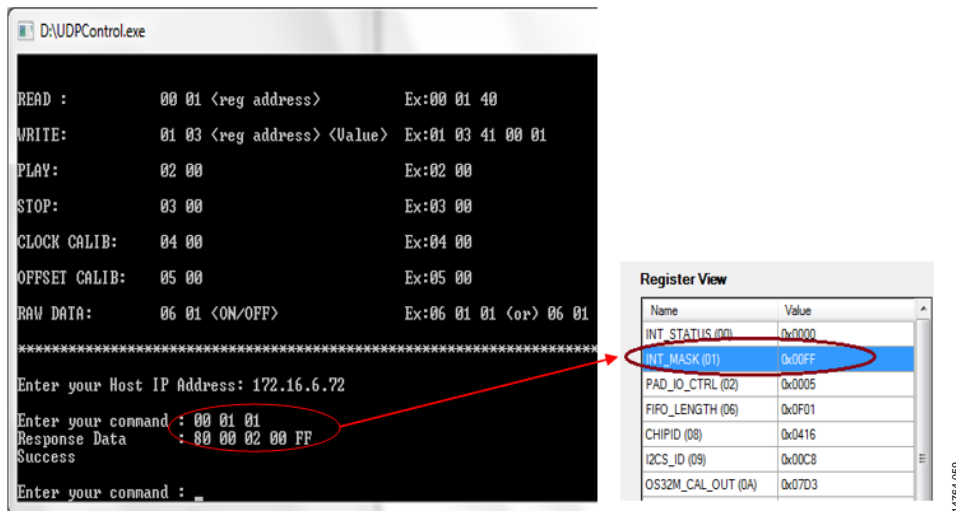 D:\UDPControl.exe
READ : 00 01 <reg address> Ex:00 01 40
WRITE: 01 03 <reg address> <Value> Ex:01 03 41 00 01
PLAY: 02 00 Ex:02 00
STOP: 03 00 Ex:03 00
CLOCK CALIB: 04 00 Ex:04 00
OFFSET CALIB: 05 00 Ex:05 00
RAW DATA: 06 01 <ON/OFF> Ex:06 01 01 (or) 06 01
Enter your Host IP Address: 172.16.6.72
Enter your command : 00 01 01
Response Data : 80 00 02 00 FF
Success
Enter your command : _
Register View
Name Value
INT_STATUS (00) 0x0000
INT_MASK (01) 0x00FF
PAD_IO_CTRL (02) 0x0005
FIFO_LENGTH (06) 0x0F01
CHIPID (08) 0x0416
I2CS_ID (09) 0x00C8
OS32M_CAL_OUT (0A) 0x07D3